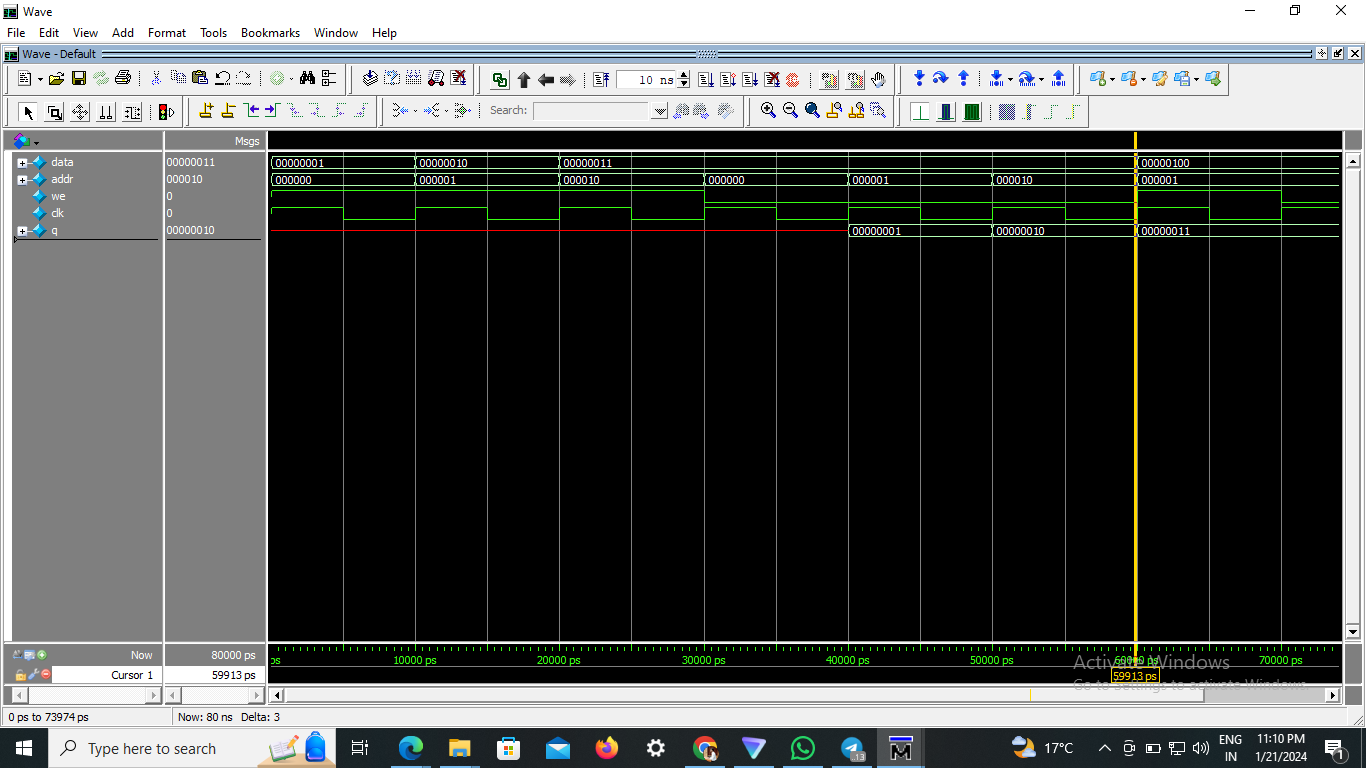 Wave
File Edit View Add Format Tools Bookmarks Window Help
Wave - Default
10 ns
Search:
Msgs
data 00000011 00000001 00000010 00000011 00000100
addr 000010 000000 000001 000010 000000 000001 000010 000001
we 0
clk 0
q 00000010 00000001 00000010 00000011
Now 80000 ps ps 10000 ps 20000 ps 30000 ps 40000 ps 50000 ps 60000 ps 70000 ps
Activate Windows
Cursor 1 59913 ps 59913 ps
Go to Settings to activate Windows.
0 ps to 73974 ps Now: 80 ns Delta: 3
Type here to search 13 M 17°C ENG 11:10 PM
IN 1/21/2024 1